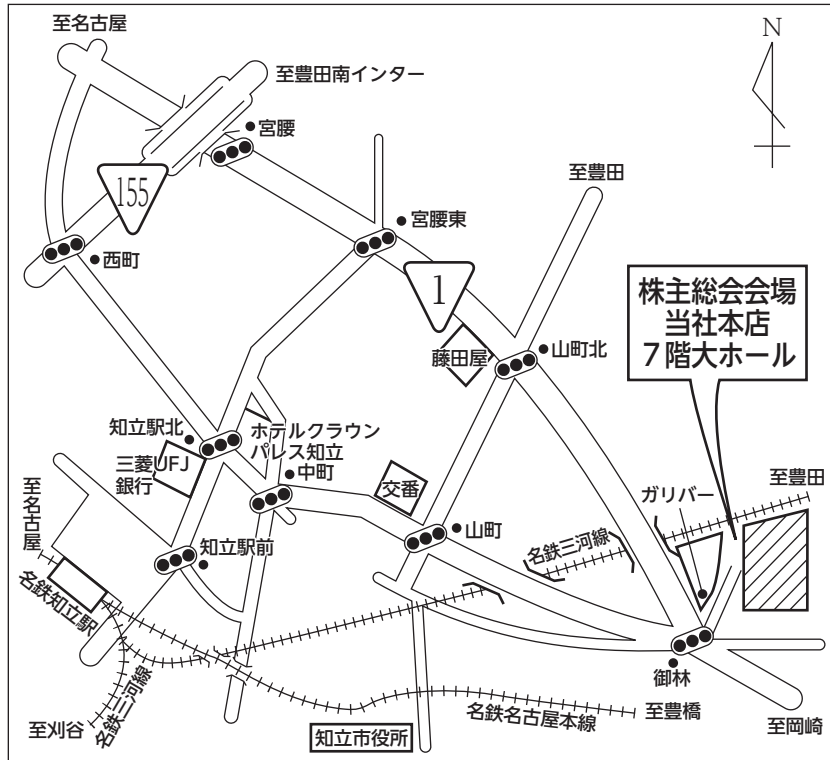 至名古屋
至豊田南インター
N
宮腰
155
至豊田
宮腰東
西町
1
株主総会会場
当社本店
7階大ホール
藤田屋
山町北
知立駅北
ホテルクラウン
パレス知立
三菱UFJ
銀行
中町
交番
ガリバー
至豊田
至名古屋
山町
知立駅前
名鉄三河線
名鉄知立駅
御林
名鉄三河線
至刈谷
名鉄名古屋本線
至豊橋
至岡崎
知立市役所